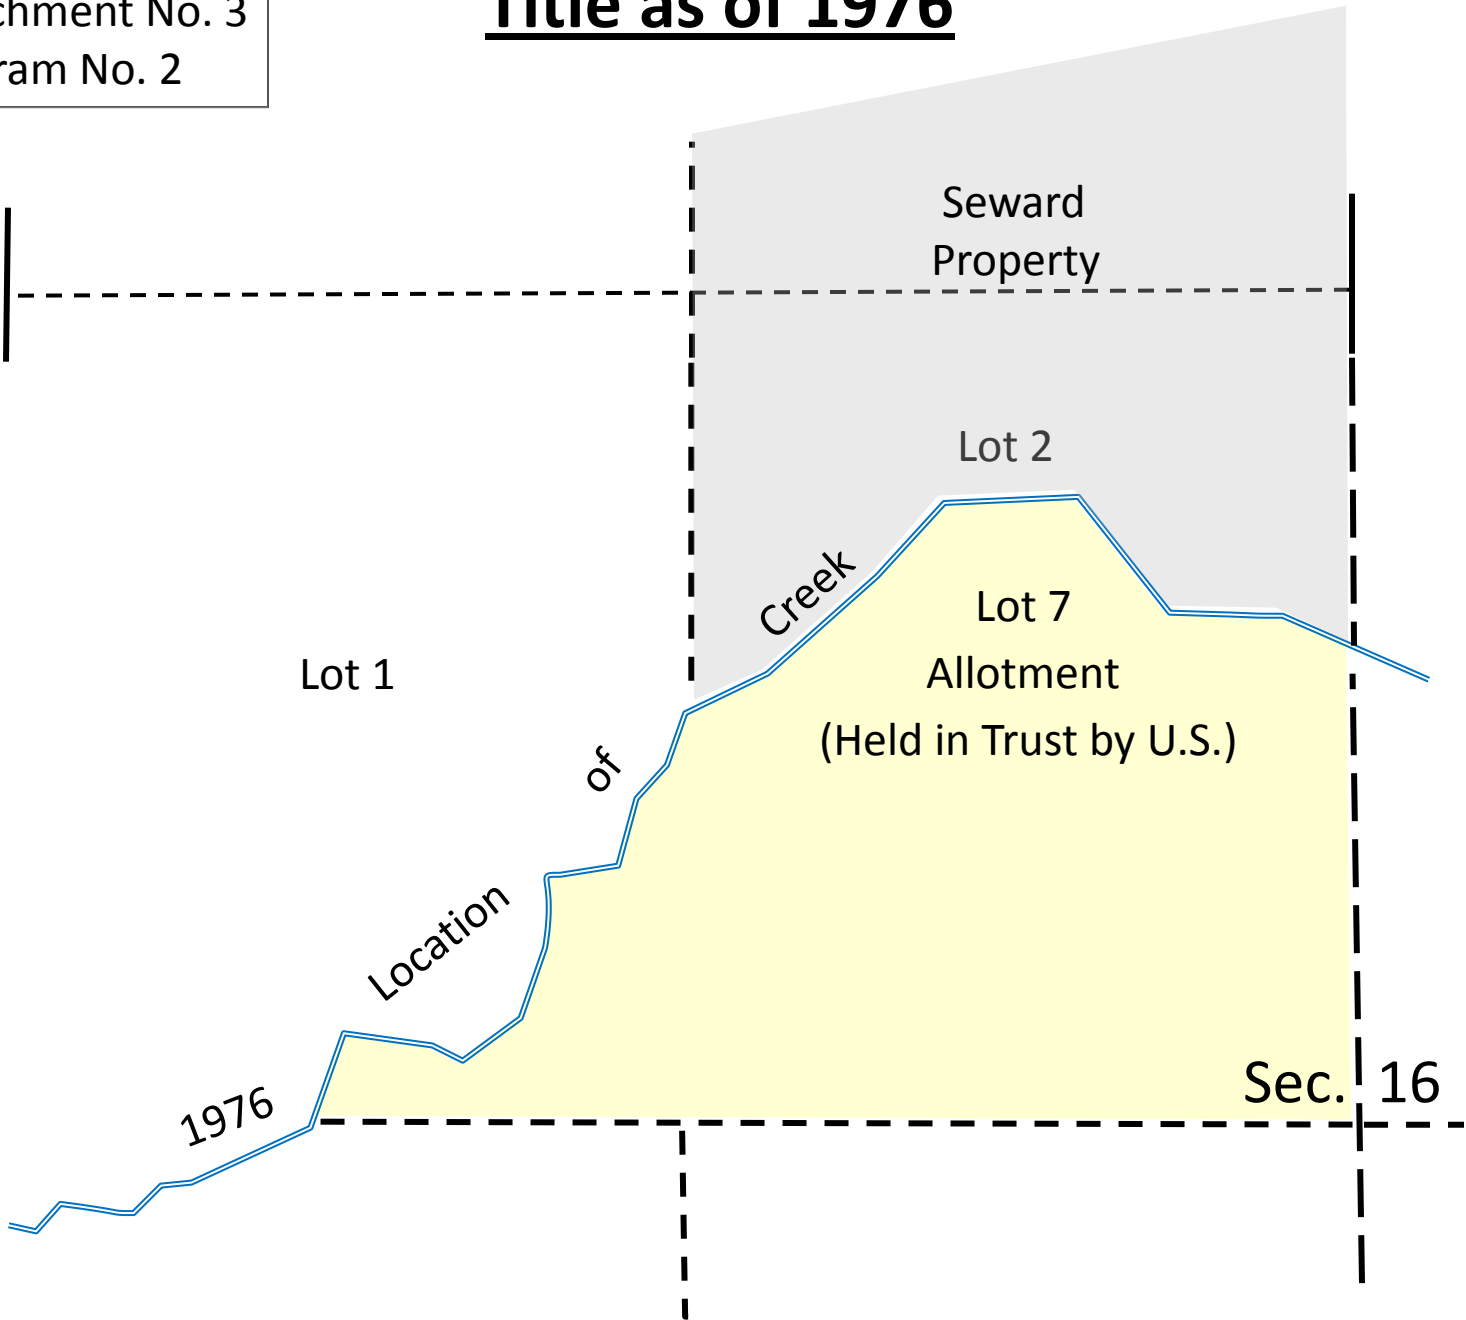 chment No. 3
ram No. 2
Title as of 1976
Seward
Property
Lot 2
Creek
Lot 7
Allotment
(Held in Trust by U.S.)
Lot 1
of
Location
1976
Sec. 16